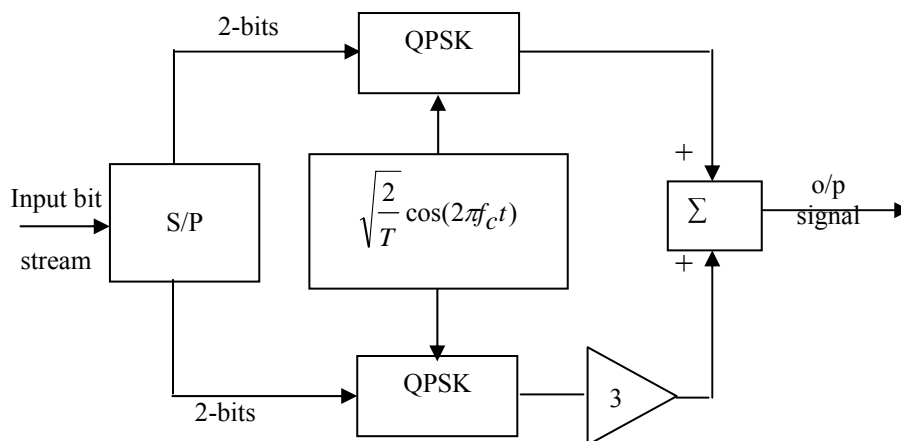 2-bits
QPSK
Input bit
stream
S/P
√(2/T) cos(2πf_c t)
+
Σ
+
o/p
signal
2-bits
QPSK
3